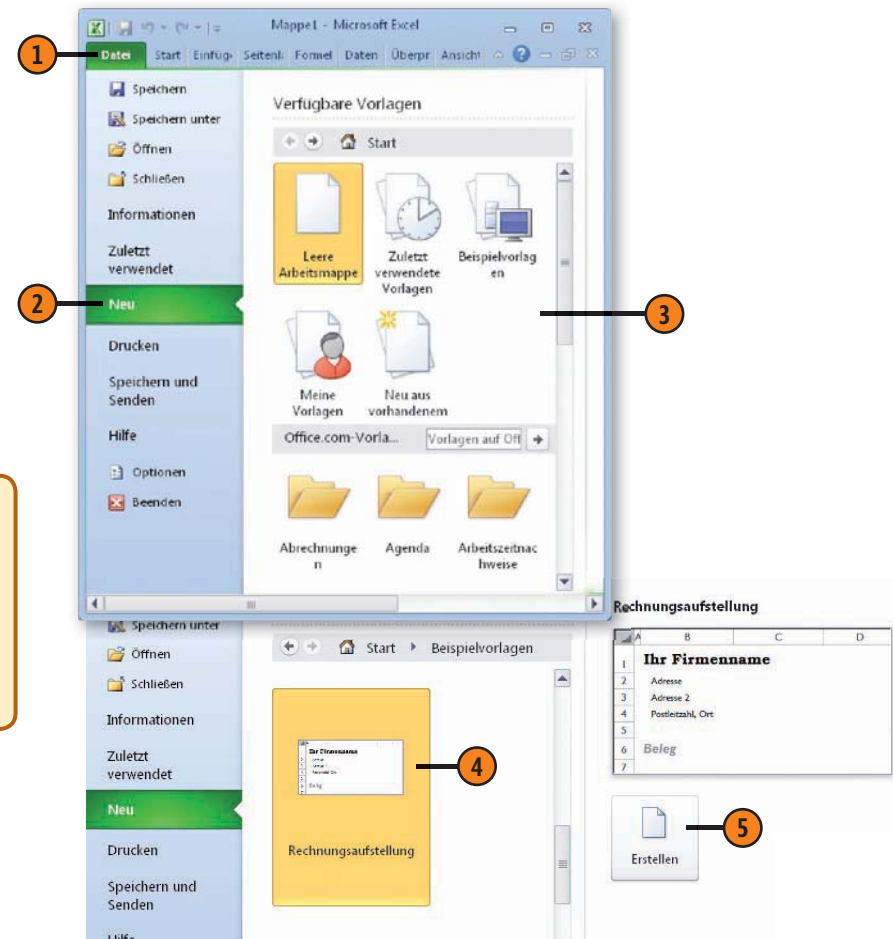 Mappe1 - Microsoft Excel
1
Datei Start Einfüg Seitenl Formel Daten Überpr Ansicht
Speichern
Speichern unter
Öffnen
Schließen
Informationen
Zuletzt
verwendet
2
Neu
Drucken
Speichern und
Senden
Hilfe
Optionen
Beenden
Verfügbare Vorlagen
Start
Leere
Arbeitsmappe
Zuletzt
verwendete
Vorlagen
Beispielvorlag
en
3
Meine
Vorlagen
Neu aus
vorhandenem
Office.com-Vorla... Vorlagen auf Off
Abrechnunge
n
Agenda
Arbeitszeitnac
hweise
Speichern unter
Öffnen
Schließen
Informationen
Zuletzt
verwendet
Neu
Drucken
Speichern und
Senden
Hilfe
Start Beispielvorlagen
Ihr Firmenname
Beleg
4
Rechnungsaufstellung
Rechnungsaufstellung
A B C D
1 Ihr Firmenname
2 Adresse
3 Adresse 2
4 Postleitzahl, Ort
5
6 Beleg
7
5
Erstellen